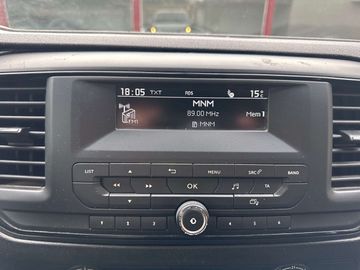 18:05 TXT RDS 15°
MNM
FM1 89.00 MHz Mem 1
MNM
LIST MENU SRC BAND
OK TA
1 2 3 4 5 6